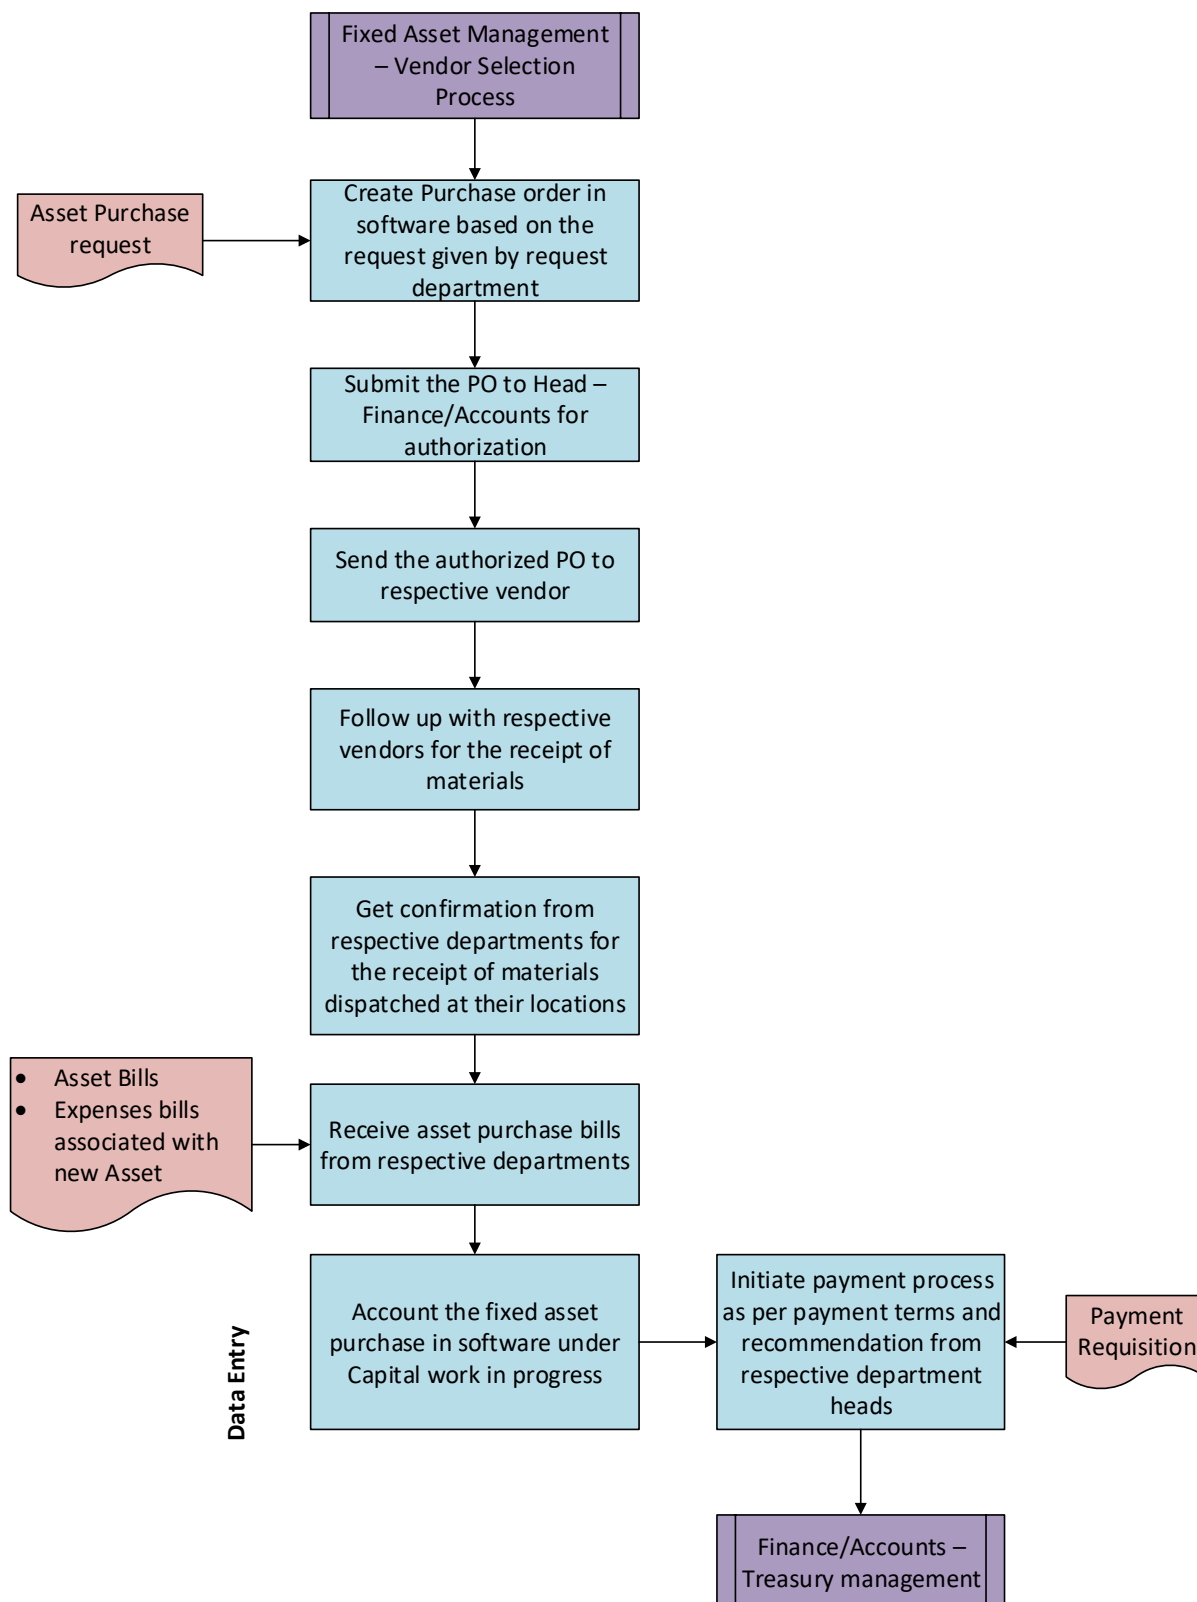 Fixed Asset Management
– Vendor Selection
Process
Asset Purchase
request
Create Purchase order in
software based on the
request given by request
department
Submit the PO to Head –
Finance/Accounts for
authorization
Send the authorized PO to
respective vendor
Follow up with respective
vendors for the receipt of
materials
Get confirmation from
respective departments for
the receipt of materials
dispatched at their locations
• Asset Bills
• Expenses bills
associated with
new Asset
Receive asset purchase bills
from respective departments
Data Entry
Account the fixed asset
purchase in software under
Capital work in progress
Initiate payment process
as per payment terms and
recommendation from
respective department
heads
Payment
Requisition
Finance/Accounts –
Treasury management